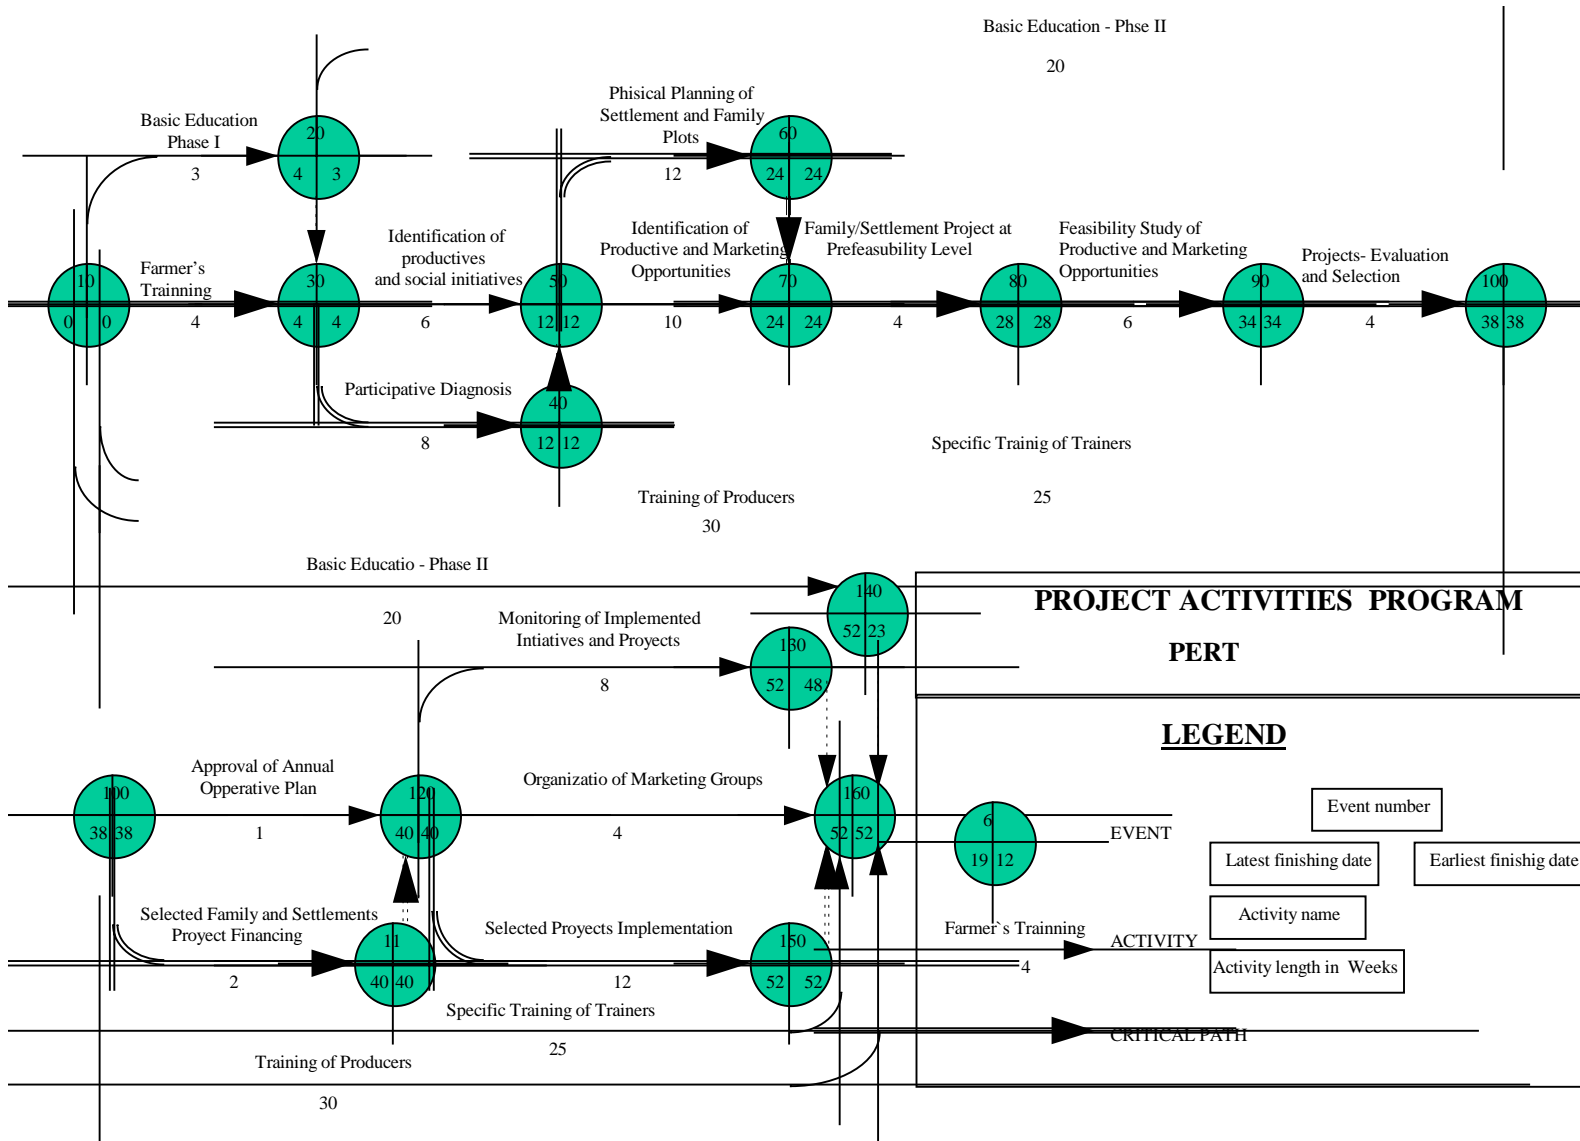 Basic Education - Phse II
20
Phisical Planning of
Settlement and Family
Plots
12
Basic Education
Phase I
3
20
4 3
60
24 24
Farmer's
Trainning
4
10
0 0
30
4 4
Identification of
productives
and social initiatives
6
50
12 12
Identification of
Productive and Marketing
Opportunities
10
70
24 24
Family/Settlement Project at
Prefeasubility Level
4
80
28 28
Feasibility Study of
Productive and Marketing
Opportunities
6
90
34 34
Projects- Evaluation
and Selection
4
100
38 38
Participative Diagnosis
8
40
12 12
Specific Trainig of Trainers
25
Training of Producers
30
Basic Educatio - Phase II
20
140
52 23
Monitoring of Implemented
Intiatives and Proyects
8
130
52 48
Approval of Annual
Opperative Plan
1
100
38 38
120
40 40
Organizatio of Marketing Groups
4
160
52 52
Selected Family and Settlements
Proyect Financing
2
11
40 40
Selected Proyects Implementation
12
150
52 52
Specific Training of Trainers
25
Training of Producers
30
PROJECT ACTIVITIES PROGRAM
PERT
LEGEND
6
19 12
EVENT
Event number
Latest finishing date
Earliest finishig date
Farmer`s Trainning
4
ACTIVITY
Activity name
Activity length in Weeks
CRITICAL PATH